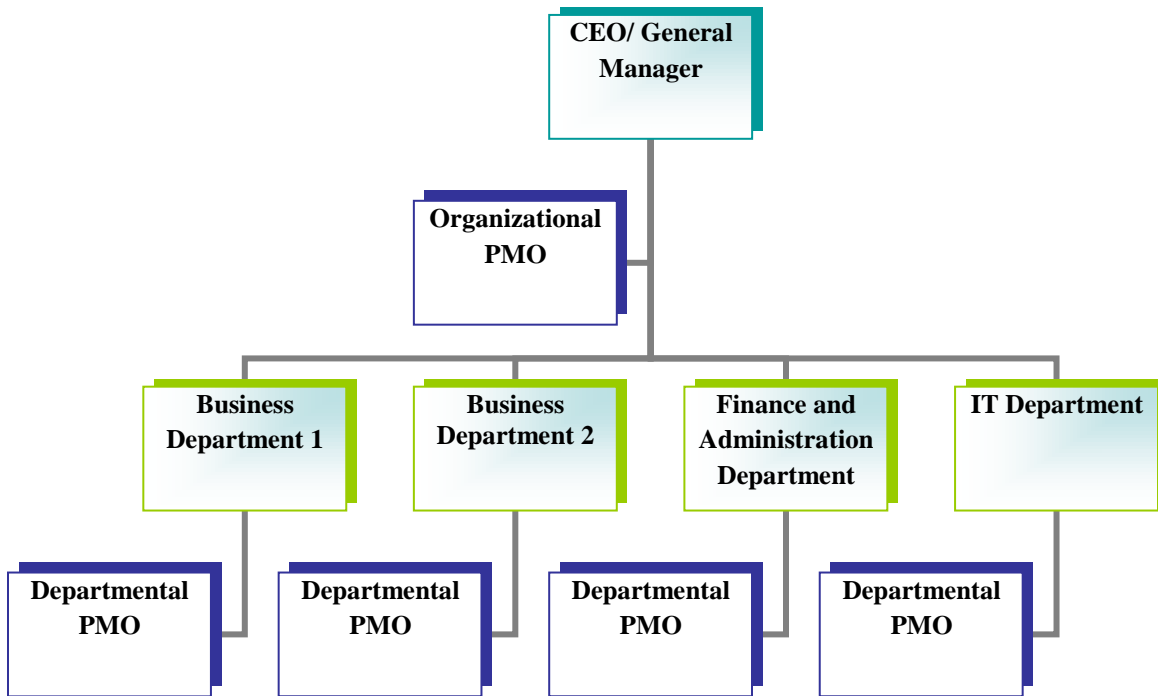 CEO/ General
Manager
Organizational
PMO
Business
Department 1
Business
Department 2
Finance and
Administration
Department
IT Department
Departmental
PMO
Departmental
PMO
Departmental
PMO
Departmental
PMO